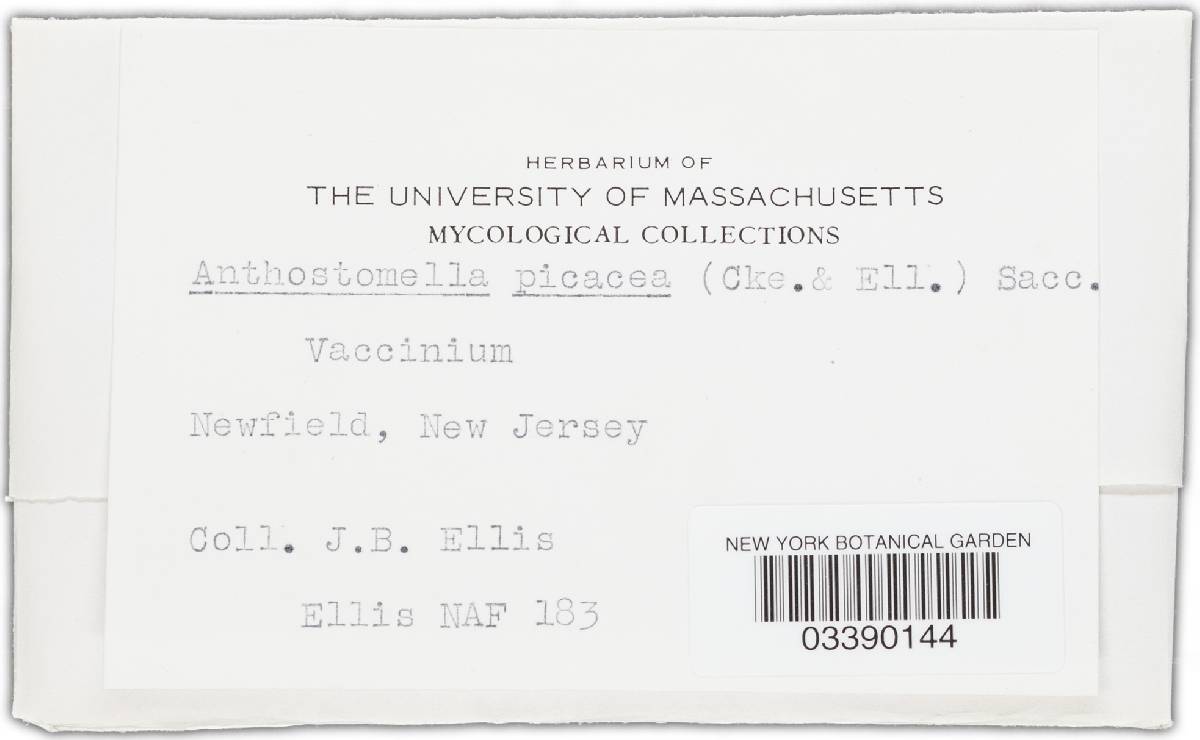 HERBARIUM OF
THE UNIVERSITY OF MASSACHUSETTS
MYCOLOGICAL COLLECTIONS
Anthostomella picacea (Cke.& Ell.) Sacc.
Vaccinium
Newfield, New Jersey
Coll. J.B. Ellis
Ellis NAF 183
NEW YORK BOTANICAL GARDEN
03390144